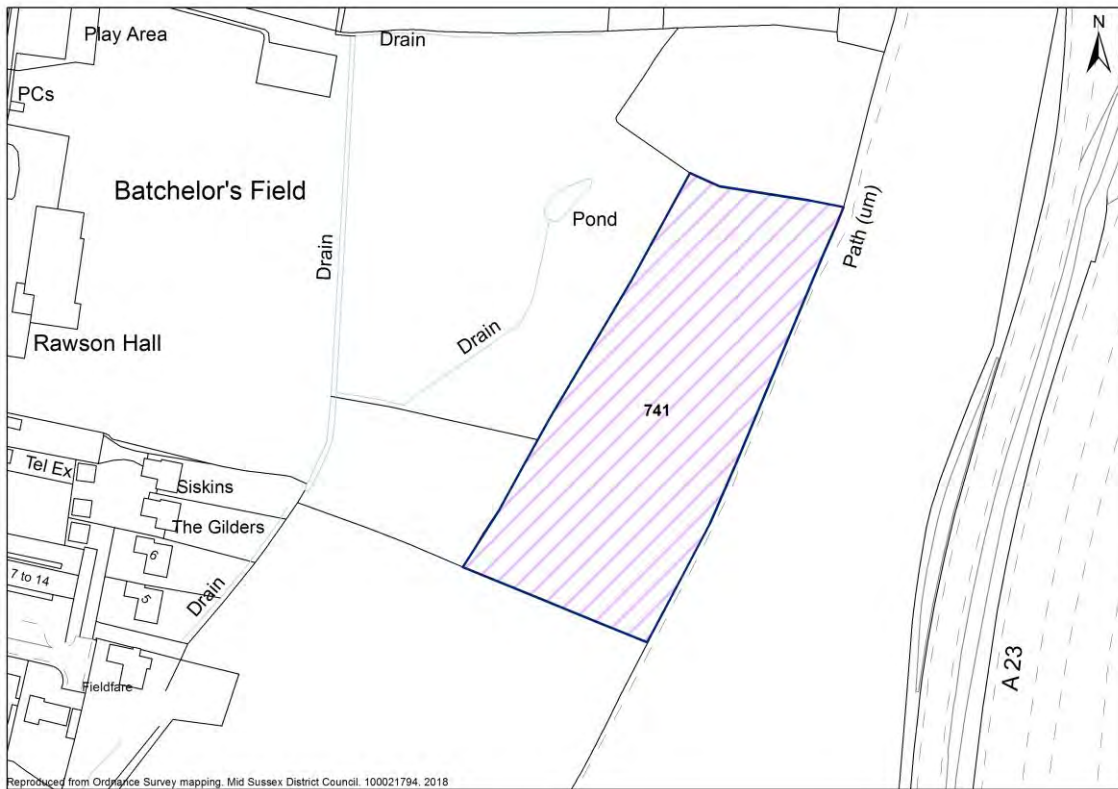 Play Area
Drain
N
PCs
Batchelor's Field
Pond
Path (um)
Drain
Drain
Rawson Hall
741
Tel Ex
Siskins
The Gilders
6
7 to 14
5
Drain
Fieldfare
A 23
Reproduced from Ordnance Survey mapping. Mid Sussex District Council. 100021794. 2018